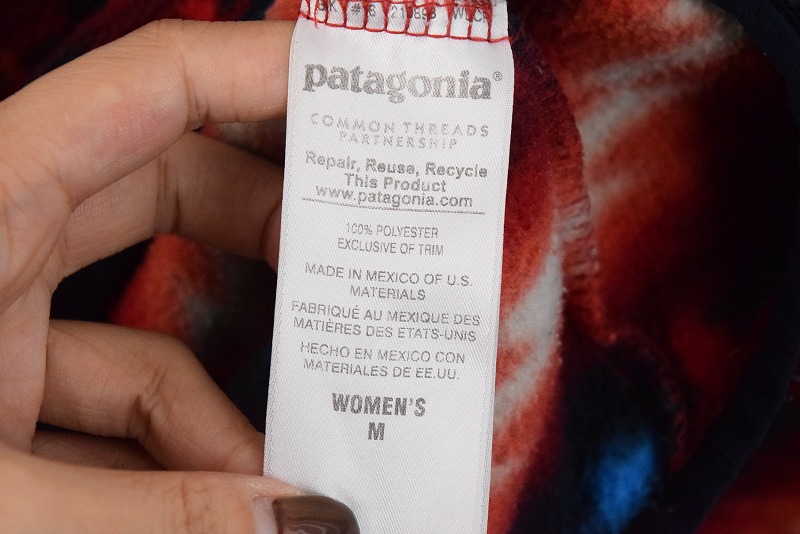 patagonia®
COMMON THREADS
PARTNERSHIP
Repair, Reuse, Recycle
This Product
www.patagonia.com
100% POLYESTER
EXCLUSIVE OF TRIM
MADE IN MEXICO OF U.S.
MATERIALS
FABRIQUÉ AU MEXIQUE DES
MATIÈRES DES ETATS-UNIS
HECHO EN MEXICO CON
MATERIALES DE EE.UU.
WOMEN'S
M